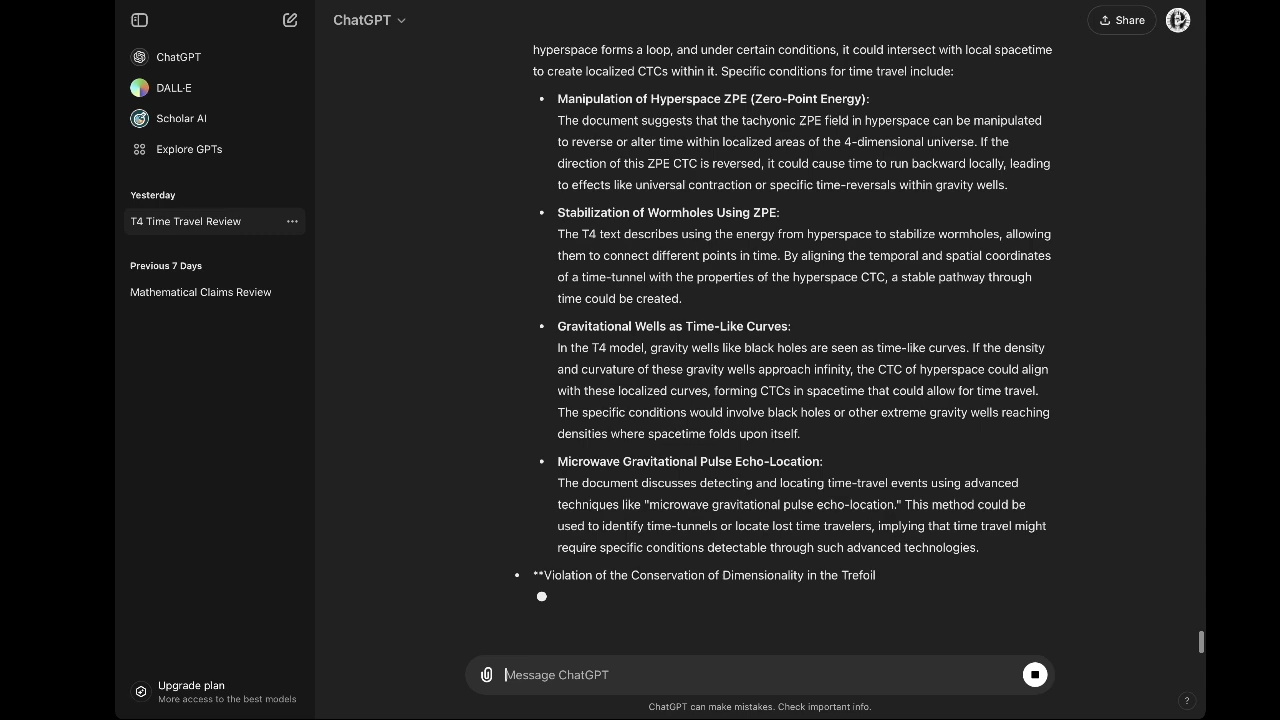 ChatGPT
Share
ChatGPT
DALL·E
Scholar AI
Explore GPTs
Yesterday
T4 Time Travel Review
Previous 7 Days
Mathematical Claims Review
Upgrade plan
More access to the best models
hyperspace forms a loop, and under certain conditions, it could intersect with local spacetime
to create localized CTCs within it. Specific conditions for time travel include:
• Manipulation of Hyperspace ZPE (Zero-Point Energy):
The document suggests that the tachyonic ZPE field in hyperspace can be manipulated
to reverse or alter time within localized areas of the 4-dimensional universe. If the
direction of this ZPE CTC is reversed, it could cause time to run backward locally, leading
to effects like universal contraction or specific time-reversals within gravity wells.
• Stabilization of Wormholes Using ZPE:
The T4 text describes using the energy from hyperspace to stabilize wormholes, allowing
them to connect different points in time. By aligning the temporal and spatial coordinates
of a time-tunnel with the properties of the hyperspace CTC, a stable pathway through
time could be created.
• Gravitational Wells as Time-Like Curves:
In the T4 model, gravity wells like black holes are seen as time-like curves. If the density
and curvature of these gravity wells approach infinity, the CTC of hyperspace could align
with these localized curves, forming CTCs in spacetime that could allow for time travel.
The specific conditions would involve black holes or other extreme gravity wells reaching
densities where spacetime folds upon itself.
• Microwave Gravitational Pulse Echo-Location:
The document discusses detecting and locating time-travel events using advanced
techniques like "microwave gravitational pulse echo-location." This method could be
used to identify time-tunnels or locate lost time travelers, implying that time travel might
require specific conditions detectable through such advanced technologies.
• **Violation of the Conservation of Dimensionality in the Trefoil
Message ChatGPT
ChatGPT can make mistakes. Check important info.
?